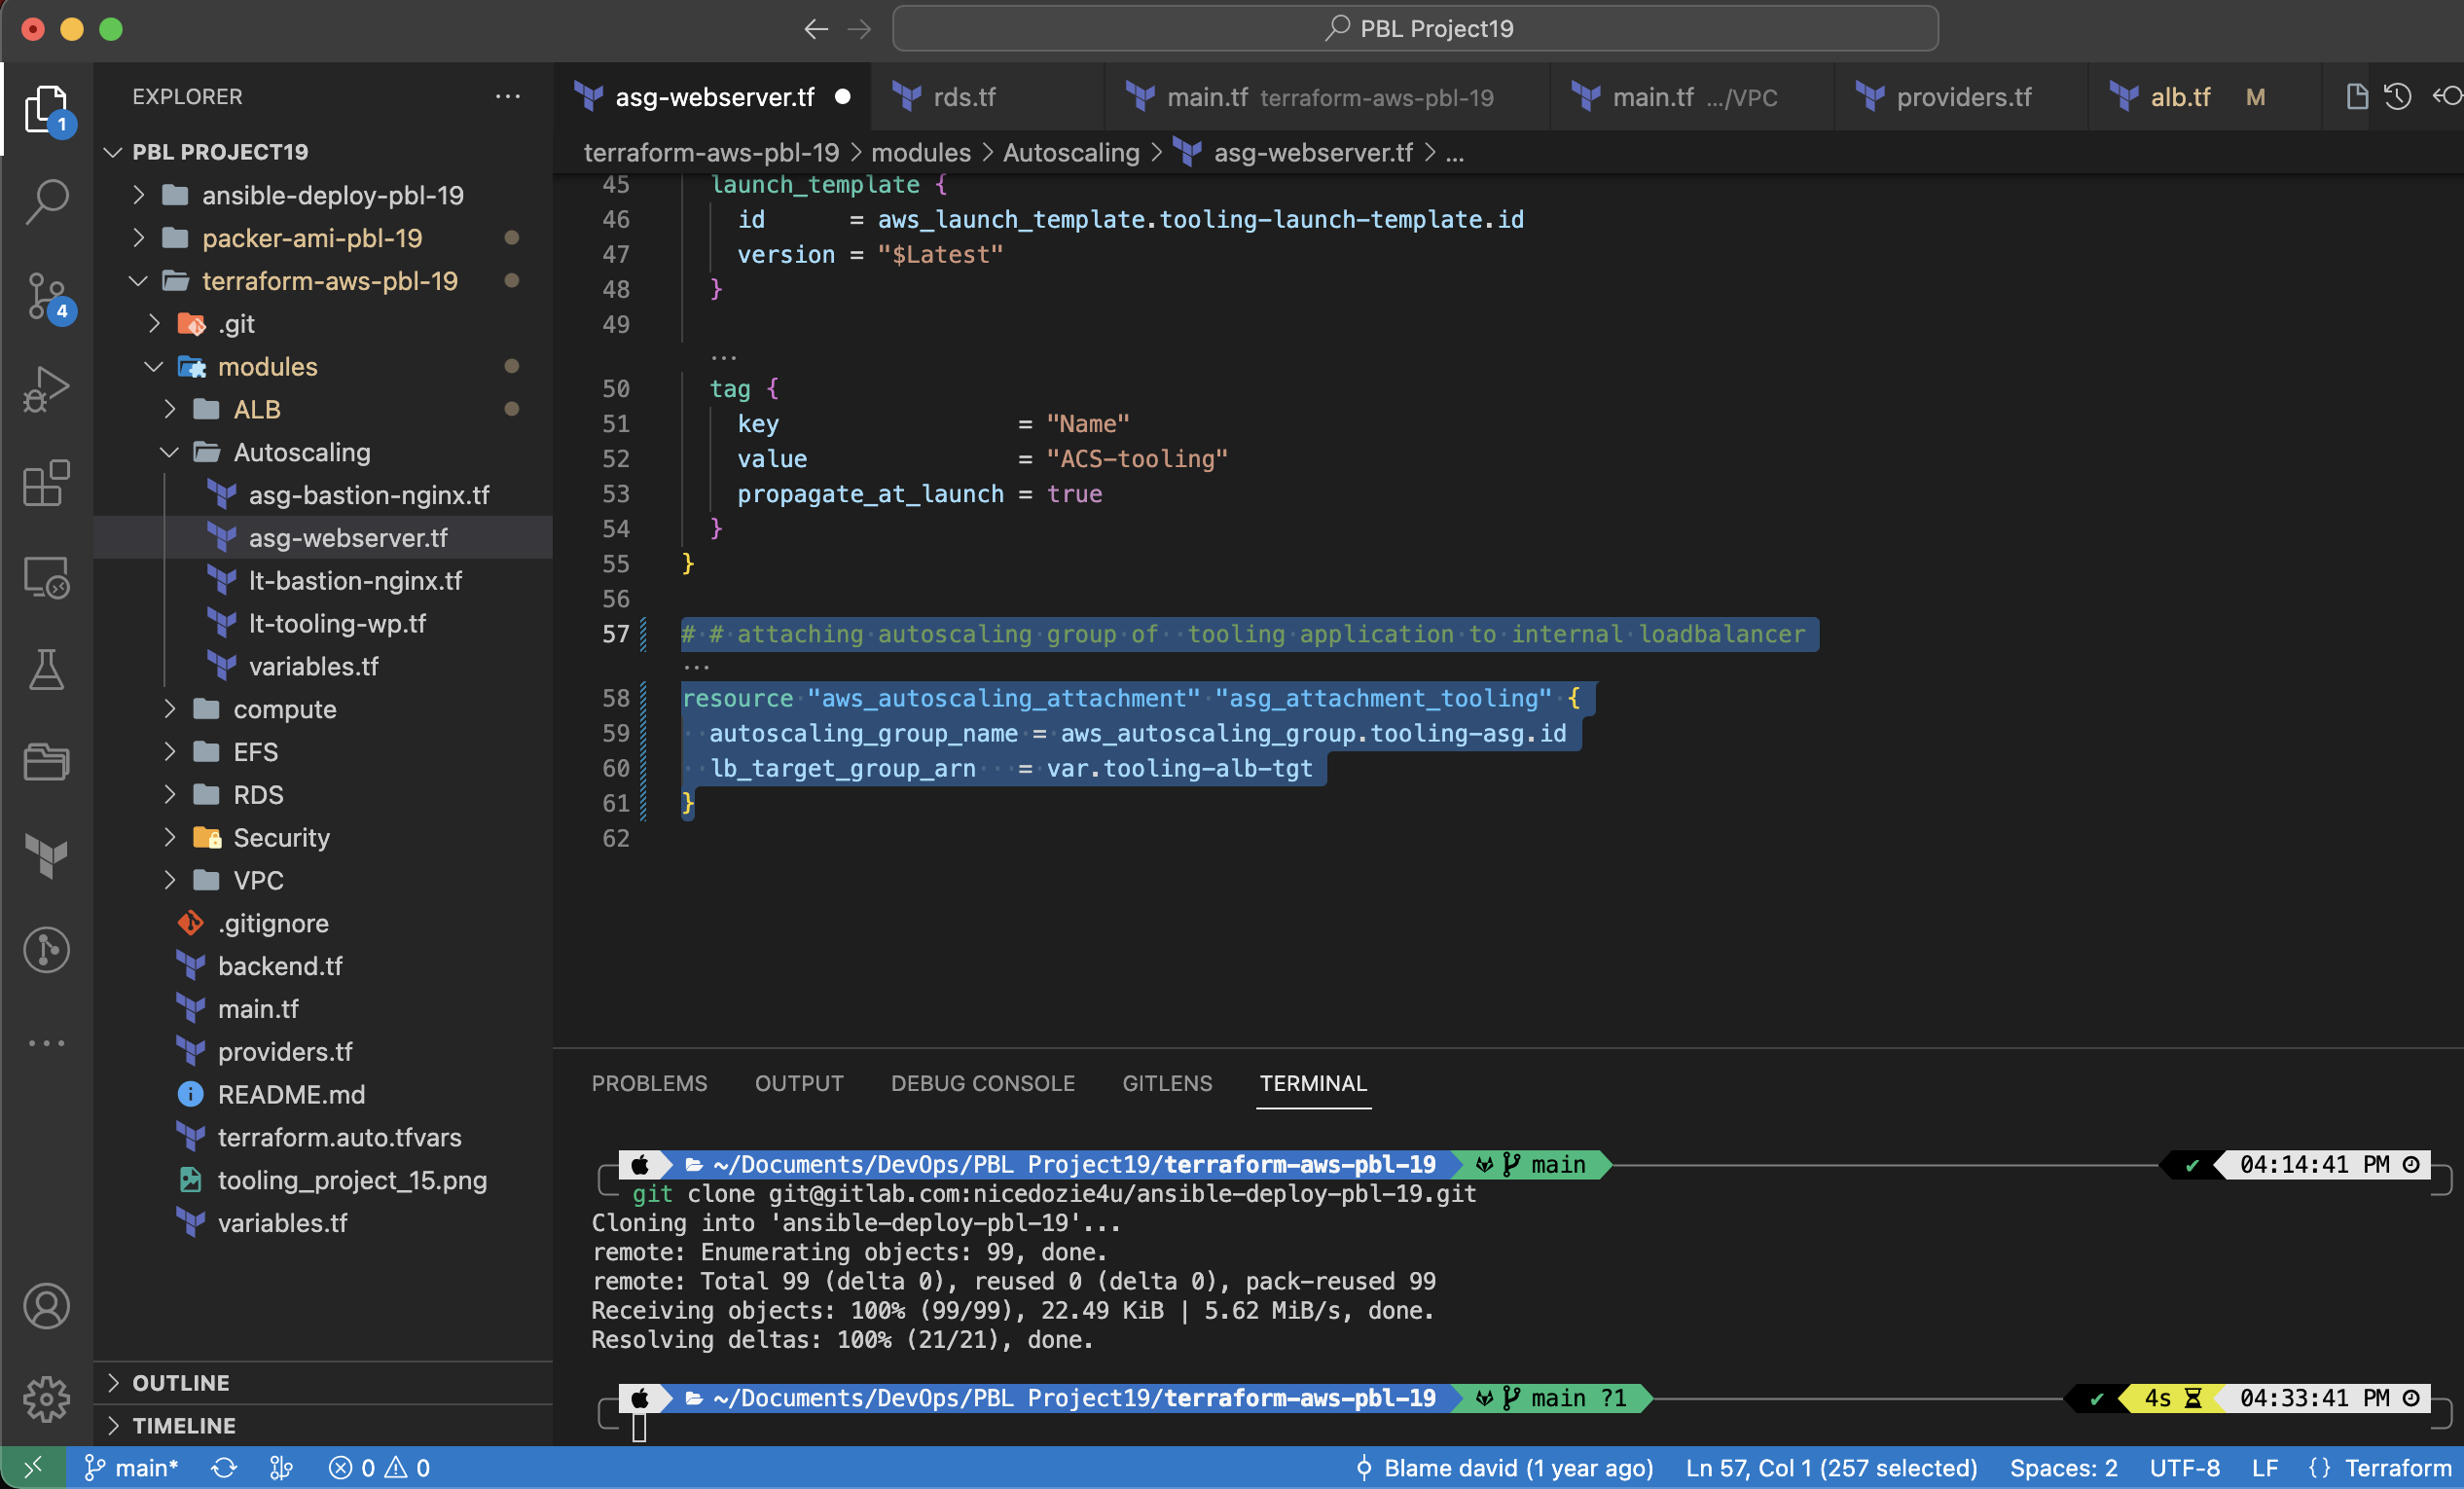 PBL Project19
EXPLORER
asg-webserver.tf
rds.tf
main.tf terraform-aws-pbl-19
main.tf .../VPC
providers.tf
alb.tf M
1
4
PBL PROJECT19
ansible-deploy-pbl-19
packer-ami-pbl-19
terraform-aws-pbl-19
.git
modules
ALB
Autoscaling
asg-bastion-nginx.tf
asg-webserver.tf
lt-bastion-nginx.tf
lt-tooling-wp.tf
variables.tf
compute
EFS
RDS
Security
VPC
.gitignore
backend.tf
main.tf
providers.tf
README.md
terraform.auto.tfvars
tooling_project_15.png
variables.tf
OUTLINE
TIMELINE
terraform-aws-pbl-19 > modules > Autoscaling > asg-webserver.tf > ...
45 launch_template {
46 id = aws_launch_template.tooling-launch-template.id
47 version = "$Latest"
48 }
49
...
50 tag {
51 key = "Name"
52 value = "ACS-tooling"
53 propagate_at_launch = true
54 }
55 }
56
57 # # attaching autoscaling group of  tooling application to internal loadbalancer
...
58 resource "aws_autoscaling_attachment" "asg_attachment_tooling" {
59 autoscaling_group_name = aws_autoscaling_group.tooling-asg.id
60 lb_target_group_arn = var.tooling-alb-tgt
61 }
62
PROBLEMS OUTPUT DEBUG CONSOLE GITLENS TERMINAL
~/Documents/DevOps/PBL Project19/terraform-aws-pbl-19 main ✔ 04:14:41 PM
git clone git@gitlab.com:nicedozie4u/ansible-deploy-pbl-19.git
Cloning into 'ansible-deploy-pbl-19'...
remote: Enumerating objects: 99, done.
remote: Total 99 (delta 0), reused 0 (delta 0), pack-reused 99
Receiving objects: 100% (99/99), 22.49 KiB | 5.62 MiB/s, done.
Resolving deltas: 100% (21/21), done.
~/Documents/DevOps/PBL Project19/terraform-aws-pbl-19 main ?1 ✔ 4s 04:33:41 PM
main* 0 0 Blame david (1 year ago) Ln 57, Col 1 (257 selected) Spaces: 2 UTF-8 LF {} Terraform